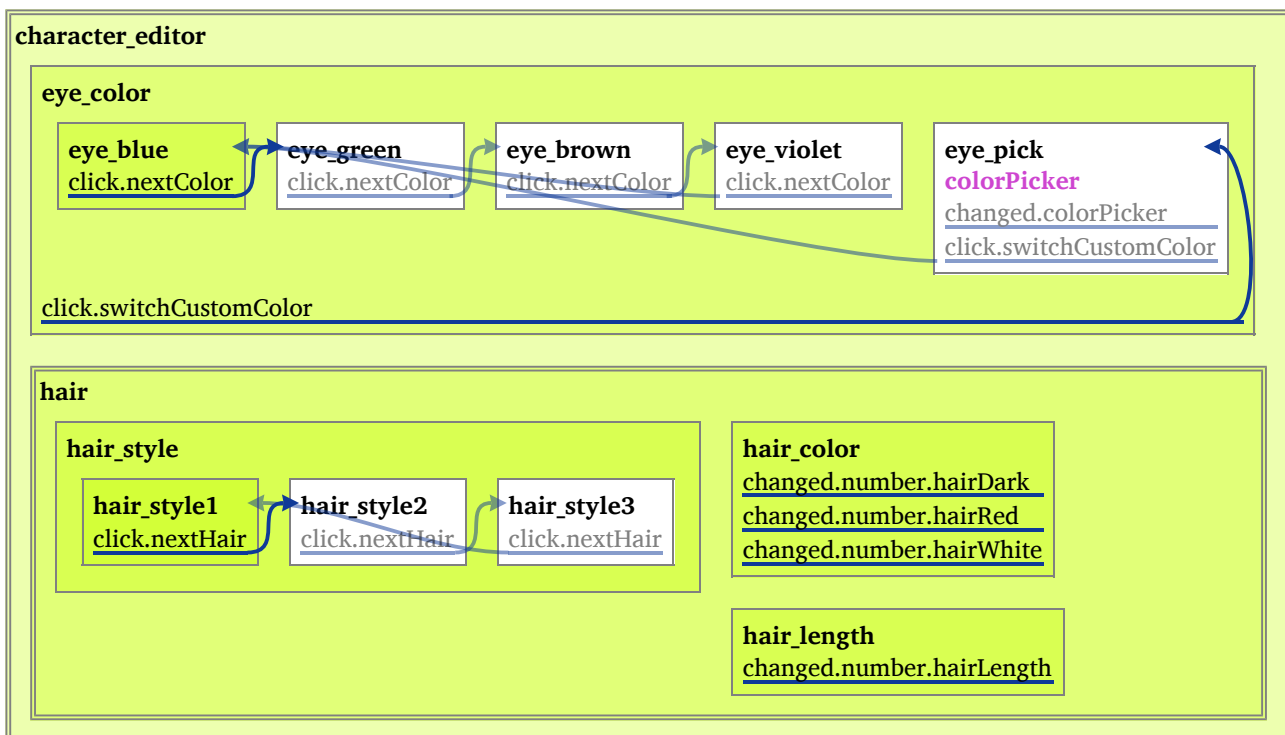 character_editor
eye_color
eye_blue
click.nextColor
eye_green
click.nextColor
eye_brown
click.nextColor
eye_violet
click.nextColor
eye_pick
colorPicker
changed.colorPicker
click.switchCustomColor
click.switchCustomColor
hair
hair_style
hair_style1
click.nextHair
hair_style2
click.nextHair
hair_style3
click.nextHair
hair_color
changed.number.hairDark
changed.number.hairRed
changed.number.hairWhite
hair_length
changed.number.hairLength